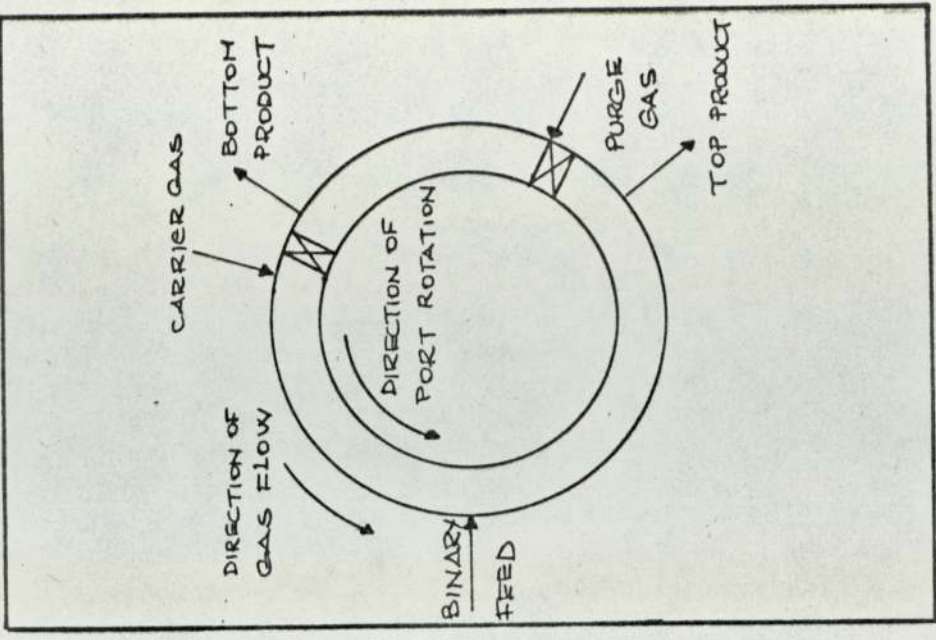 CARRIER GAS
BOTTOM
PRODUCT
DIRECTION OF
GAS FLOW
DIRECTION OF
PORT ROTATION
PURGE
GAS
TOP PRODUCT
BINARY
FEED